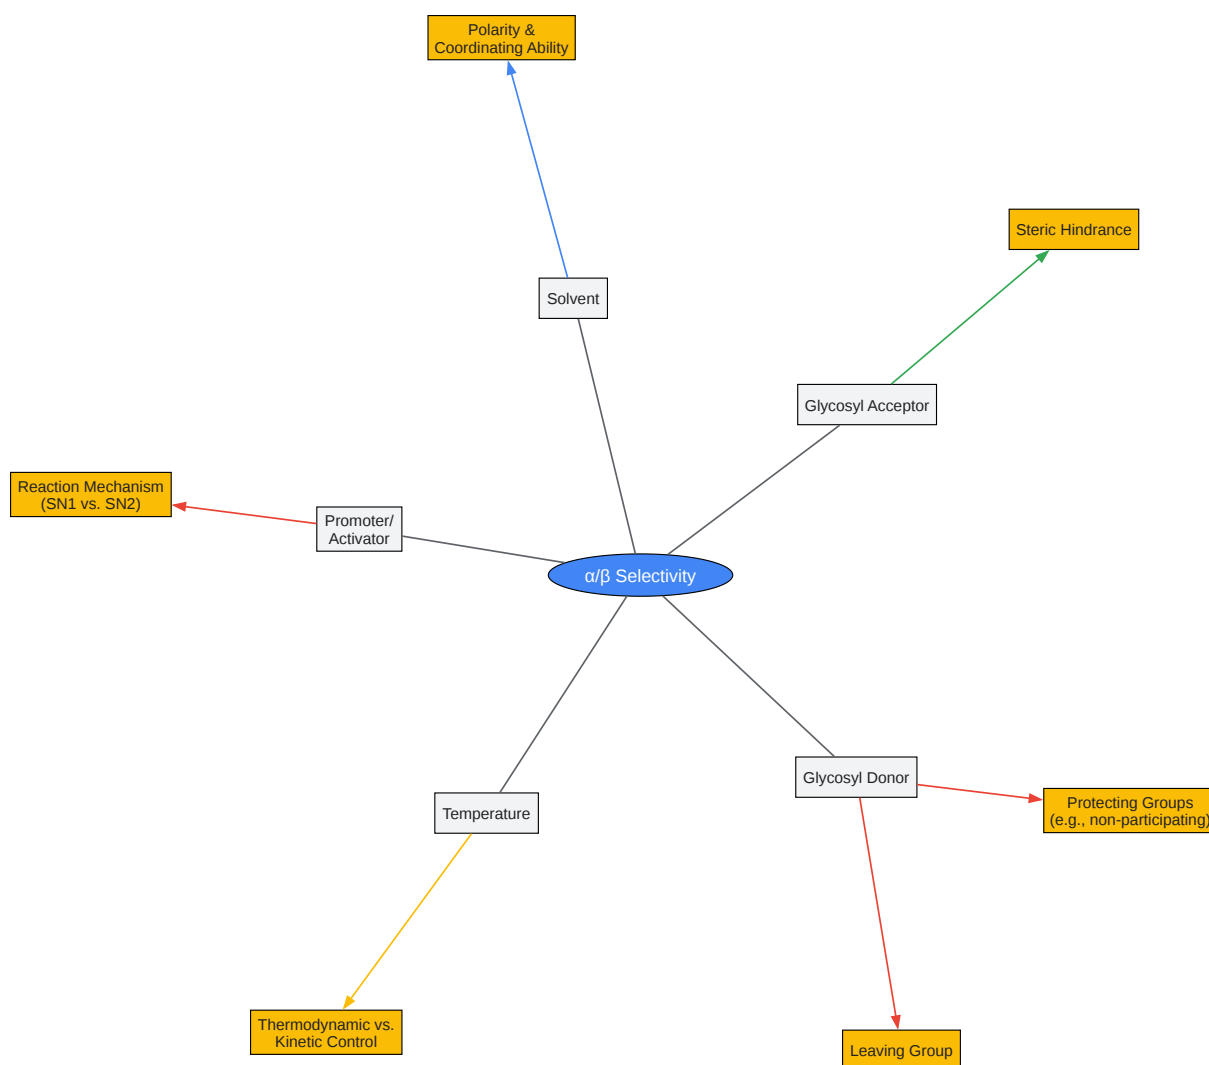 Polarity &
Coordinating Ability
Steric Hindrance
Solvent
Glycosyl Acceptor
Reaction Mechanism
(SN1 vs. SN2)
Promoter/
Activator
α/β Selectivity
Glycosyl Donor
Protecting Groups
(e.g., non-participating)
Temperature
Thermodynamic vs.
Kinetic Control
Leaving Group